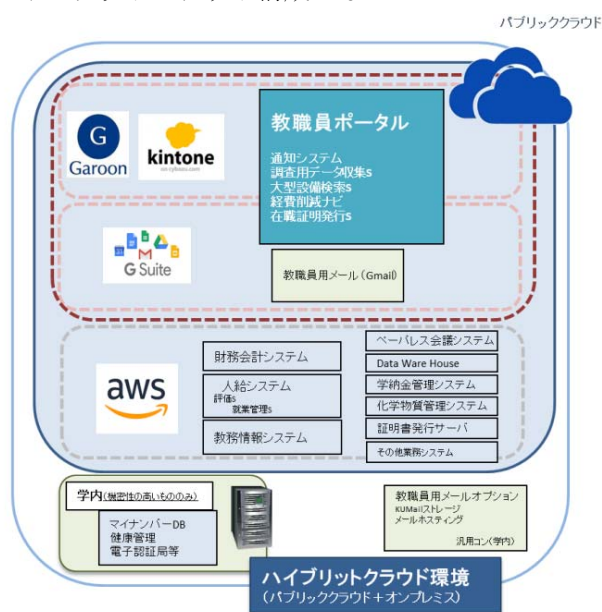 パブリッククラウド
G
Garoon
kintone
教職員ポータル
通知システム
調査用データ収集s
大型設備検索s
経費削減ナビ
在職証明発行s
M
G Suite
教職員用メール(Gmail)
aws
財務会計システム
人給システム
評価s
就業管理s
教務情報システム
ペーパレス会議システム
Data Ware House
学納金管理システム
化学物質管理システム
証明書発行サーバ
その他業務システム
学内(機密性の高いもののみ)
マイナンバーDB
健康管理
電子認証局等
教職員用メールオプション
KUMailストレージ
メールホスティング
汎用コン(学内)
ハイブリットクラウド環境
(パブリッククラウド+オンプレミス)